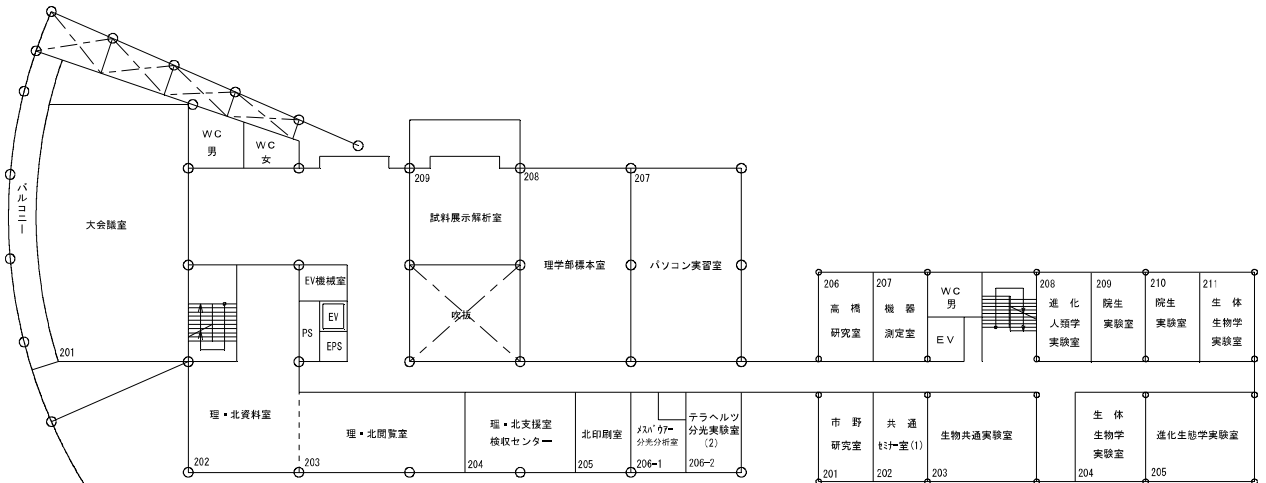 WC
男
WC
女
バルコニー
大会議室
201
209
試料展示解析室
吹抜
208
理学部標本室
207
パソコン実習室
EV機械室
PS
EV
EPS
理・北資料室
202
理・北閲覧室
203
理・北支援室
検収センター
204
北印刷室
205
メスバウアー
分光分析室
206-1
テラヘルツ
分光実験室
(2)
206-2
206
高橋
研究室
207
機器
測定室
WC
男
EV
208
進化
人類学
実験室
209
院生
実験室
210
院生
実験室
211
生体
生物学
実験室
市野
研究室
201
共通
セミナー室(1)
202
生物共通実験室
203
生体
生物学
実験室
204
進化生態学実験室
205